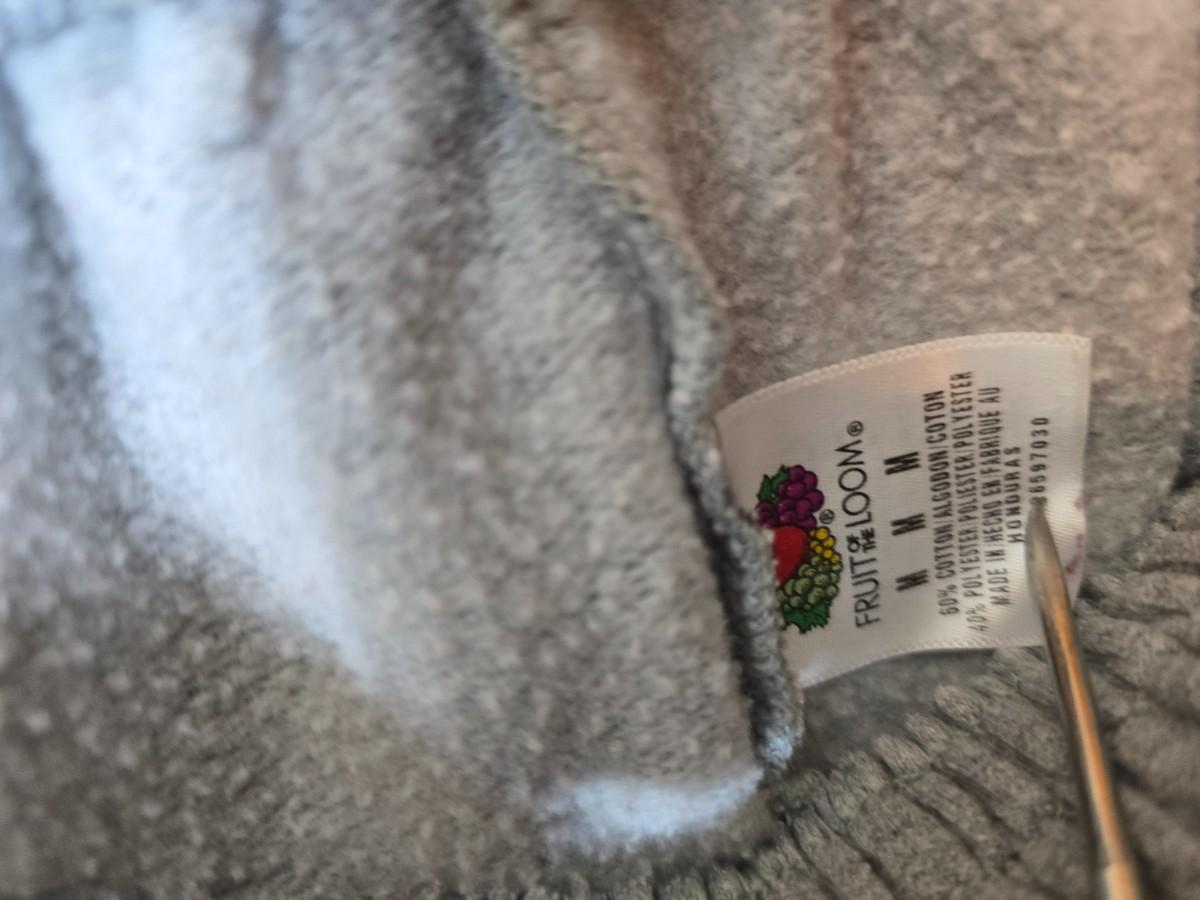 ®
FRUIT OF THE LOOM®
M M M
60% COTTON/ALGODON/COTON
40% POLYESTER/POLIESTER/POLYESTER
MADE IN/HECHO EN/FABRIQUE AU
HONDURAS
6597030